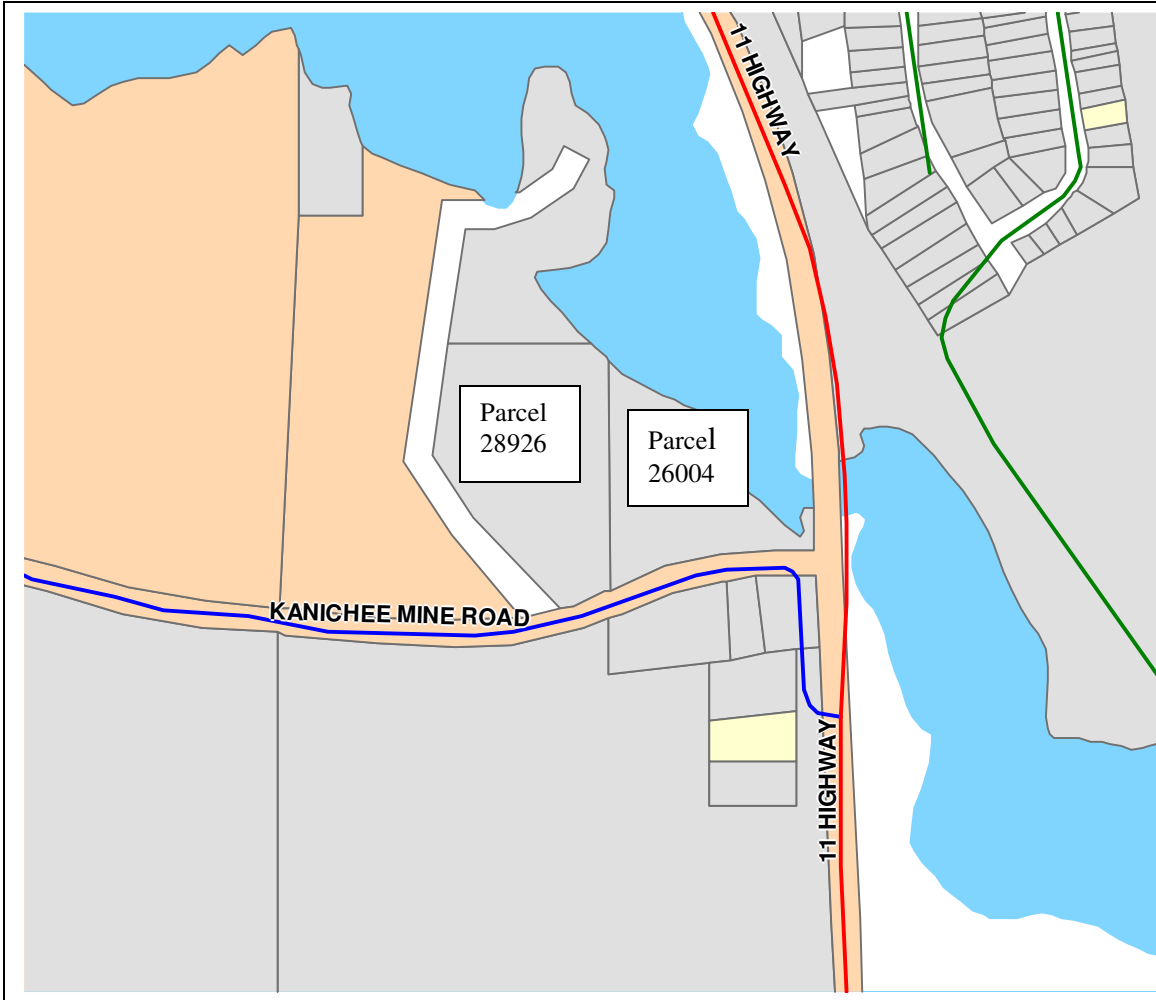 11 HIGHWAY
Parcel
28926
Parcel
26004
KANICHEE MINE ROAD
11 HIGHWAY